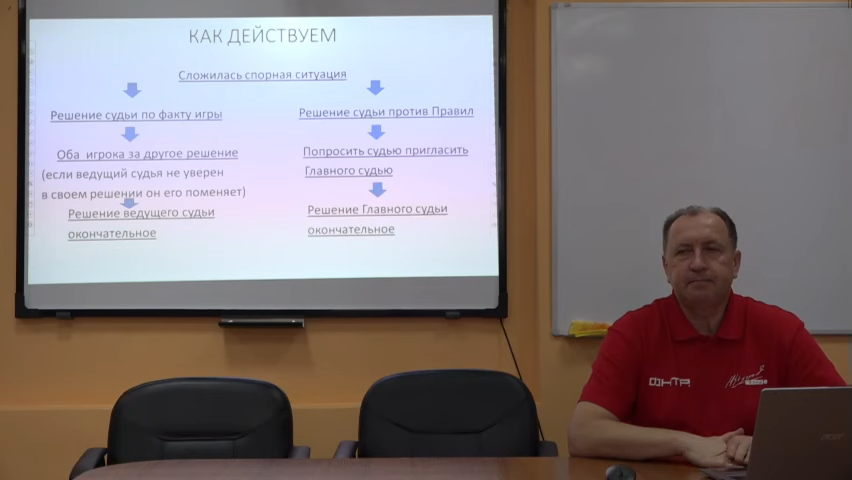 КАК ДЕЙСТВУЕМ
Сложилась спорная ситуация
Решение судьи по факту игры
Оба игрока за другое решение
(если ведущий судья не уверен
в своем решении он его поменяет)
Решение ведущего судьи
окончательное
Решение судьи против Правил
Попросить судью пригласить
Главного судью
Решение Главного судьи
окончательное
ФНТР
acer